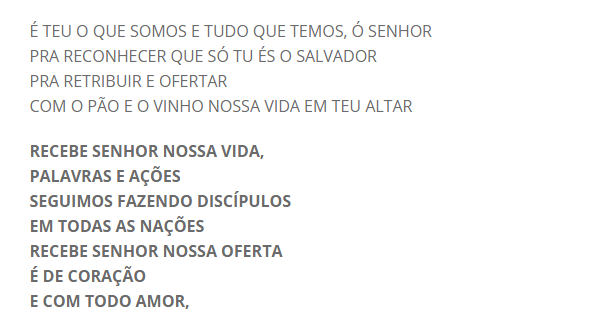 É TEU O QUE SOMOS E TUDO QUE TEMOS, Ó SENHOR
PRA RECONHECER QUE SÓ TU ÉS O SALVADOR
PRA RETRIBUIR E OFERTAR
COM O PÃO E O VINHO NOSSA VIDA EM TEU ALTAR
RECEBE SENHOR NOSSA VIDA,
PALAVRAS E AÇÕES
SEGUIMOS FAZENDO DISCÍPULOS
EM TODAS AS NAÇÕES
RECEBE SENHOR NOSSA OFERTA
É DE CORAÇÃO
E COM TODO AMOR,